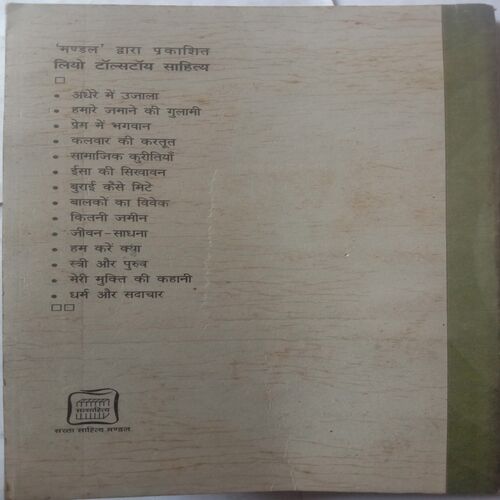 'मण्डल' द्वारा प्रकाशित
लियो टॉल्सटॉय साहित्य
अंधेरे में उजाला
हमारे जमाने की गुलामी
प्रेम में भगवान
कलवार की करतूत
सामाजिक कुरीतियाँ
ईसा की सिखावन
बुराई कैसे मिटे
बालकों का विवेक
कितनी जमीन
जीवन-साधना
हम करें क्या
स्त्री और पुरुष
मेरी मुक्ति की कहानी
धर्म और सदाचार
सत्साहित्य
सस्ता साहित्य मण्डल